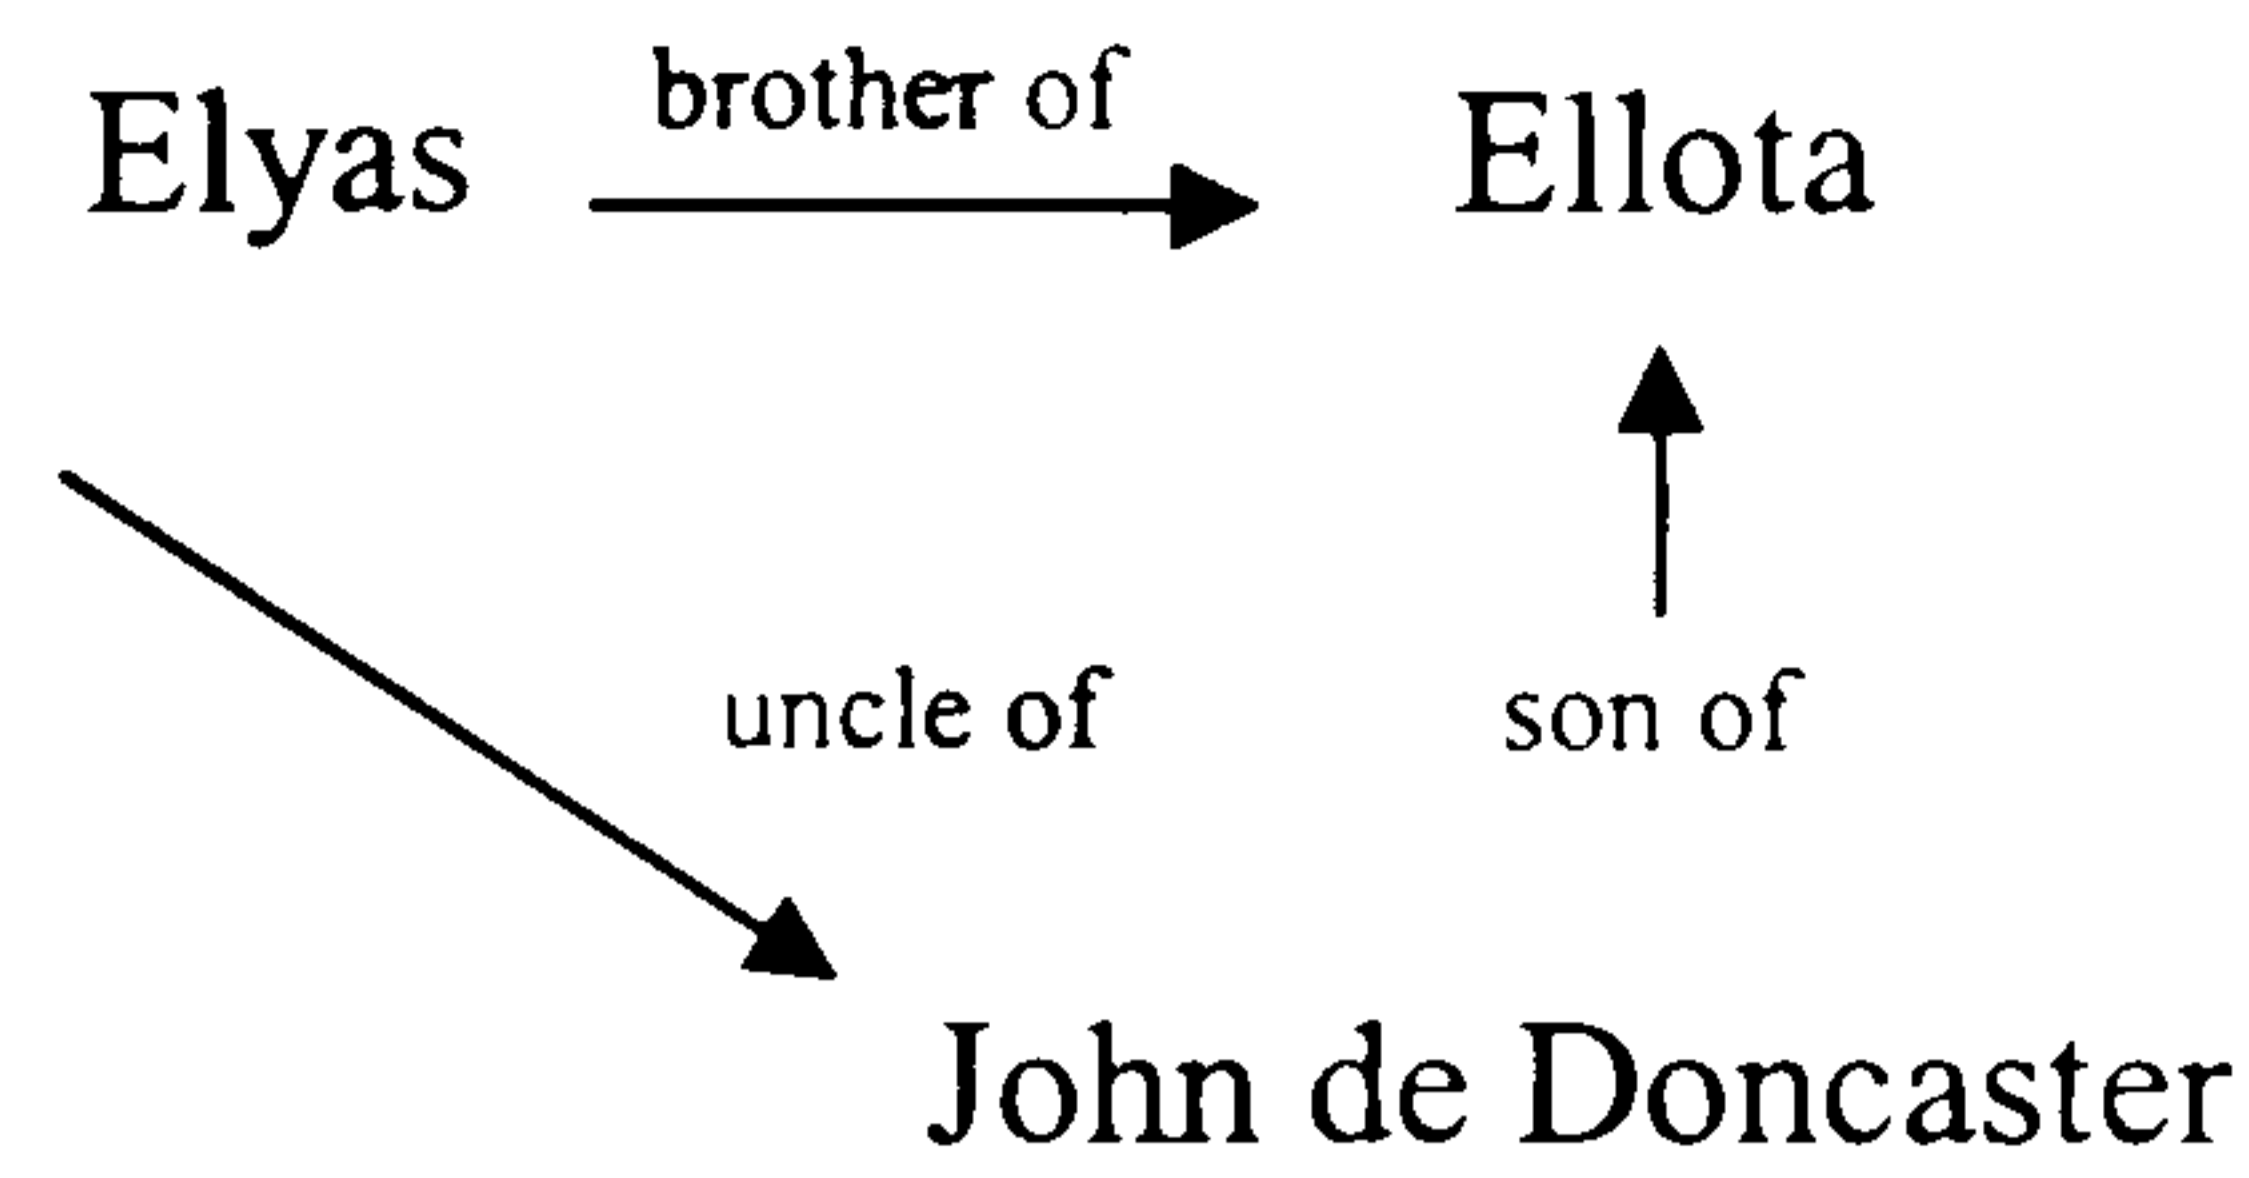 brother of
Elyas Ellota
uncle of son of
John de Doncaster